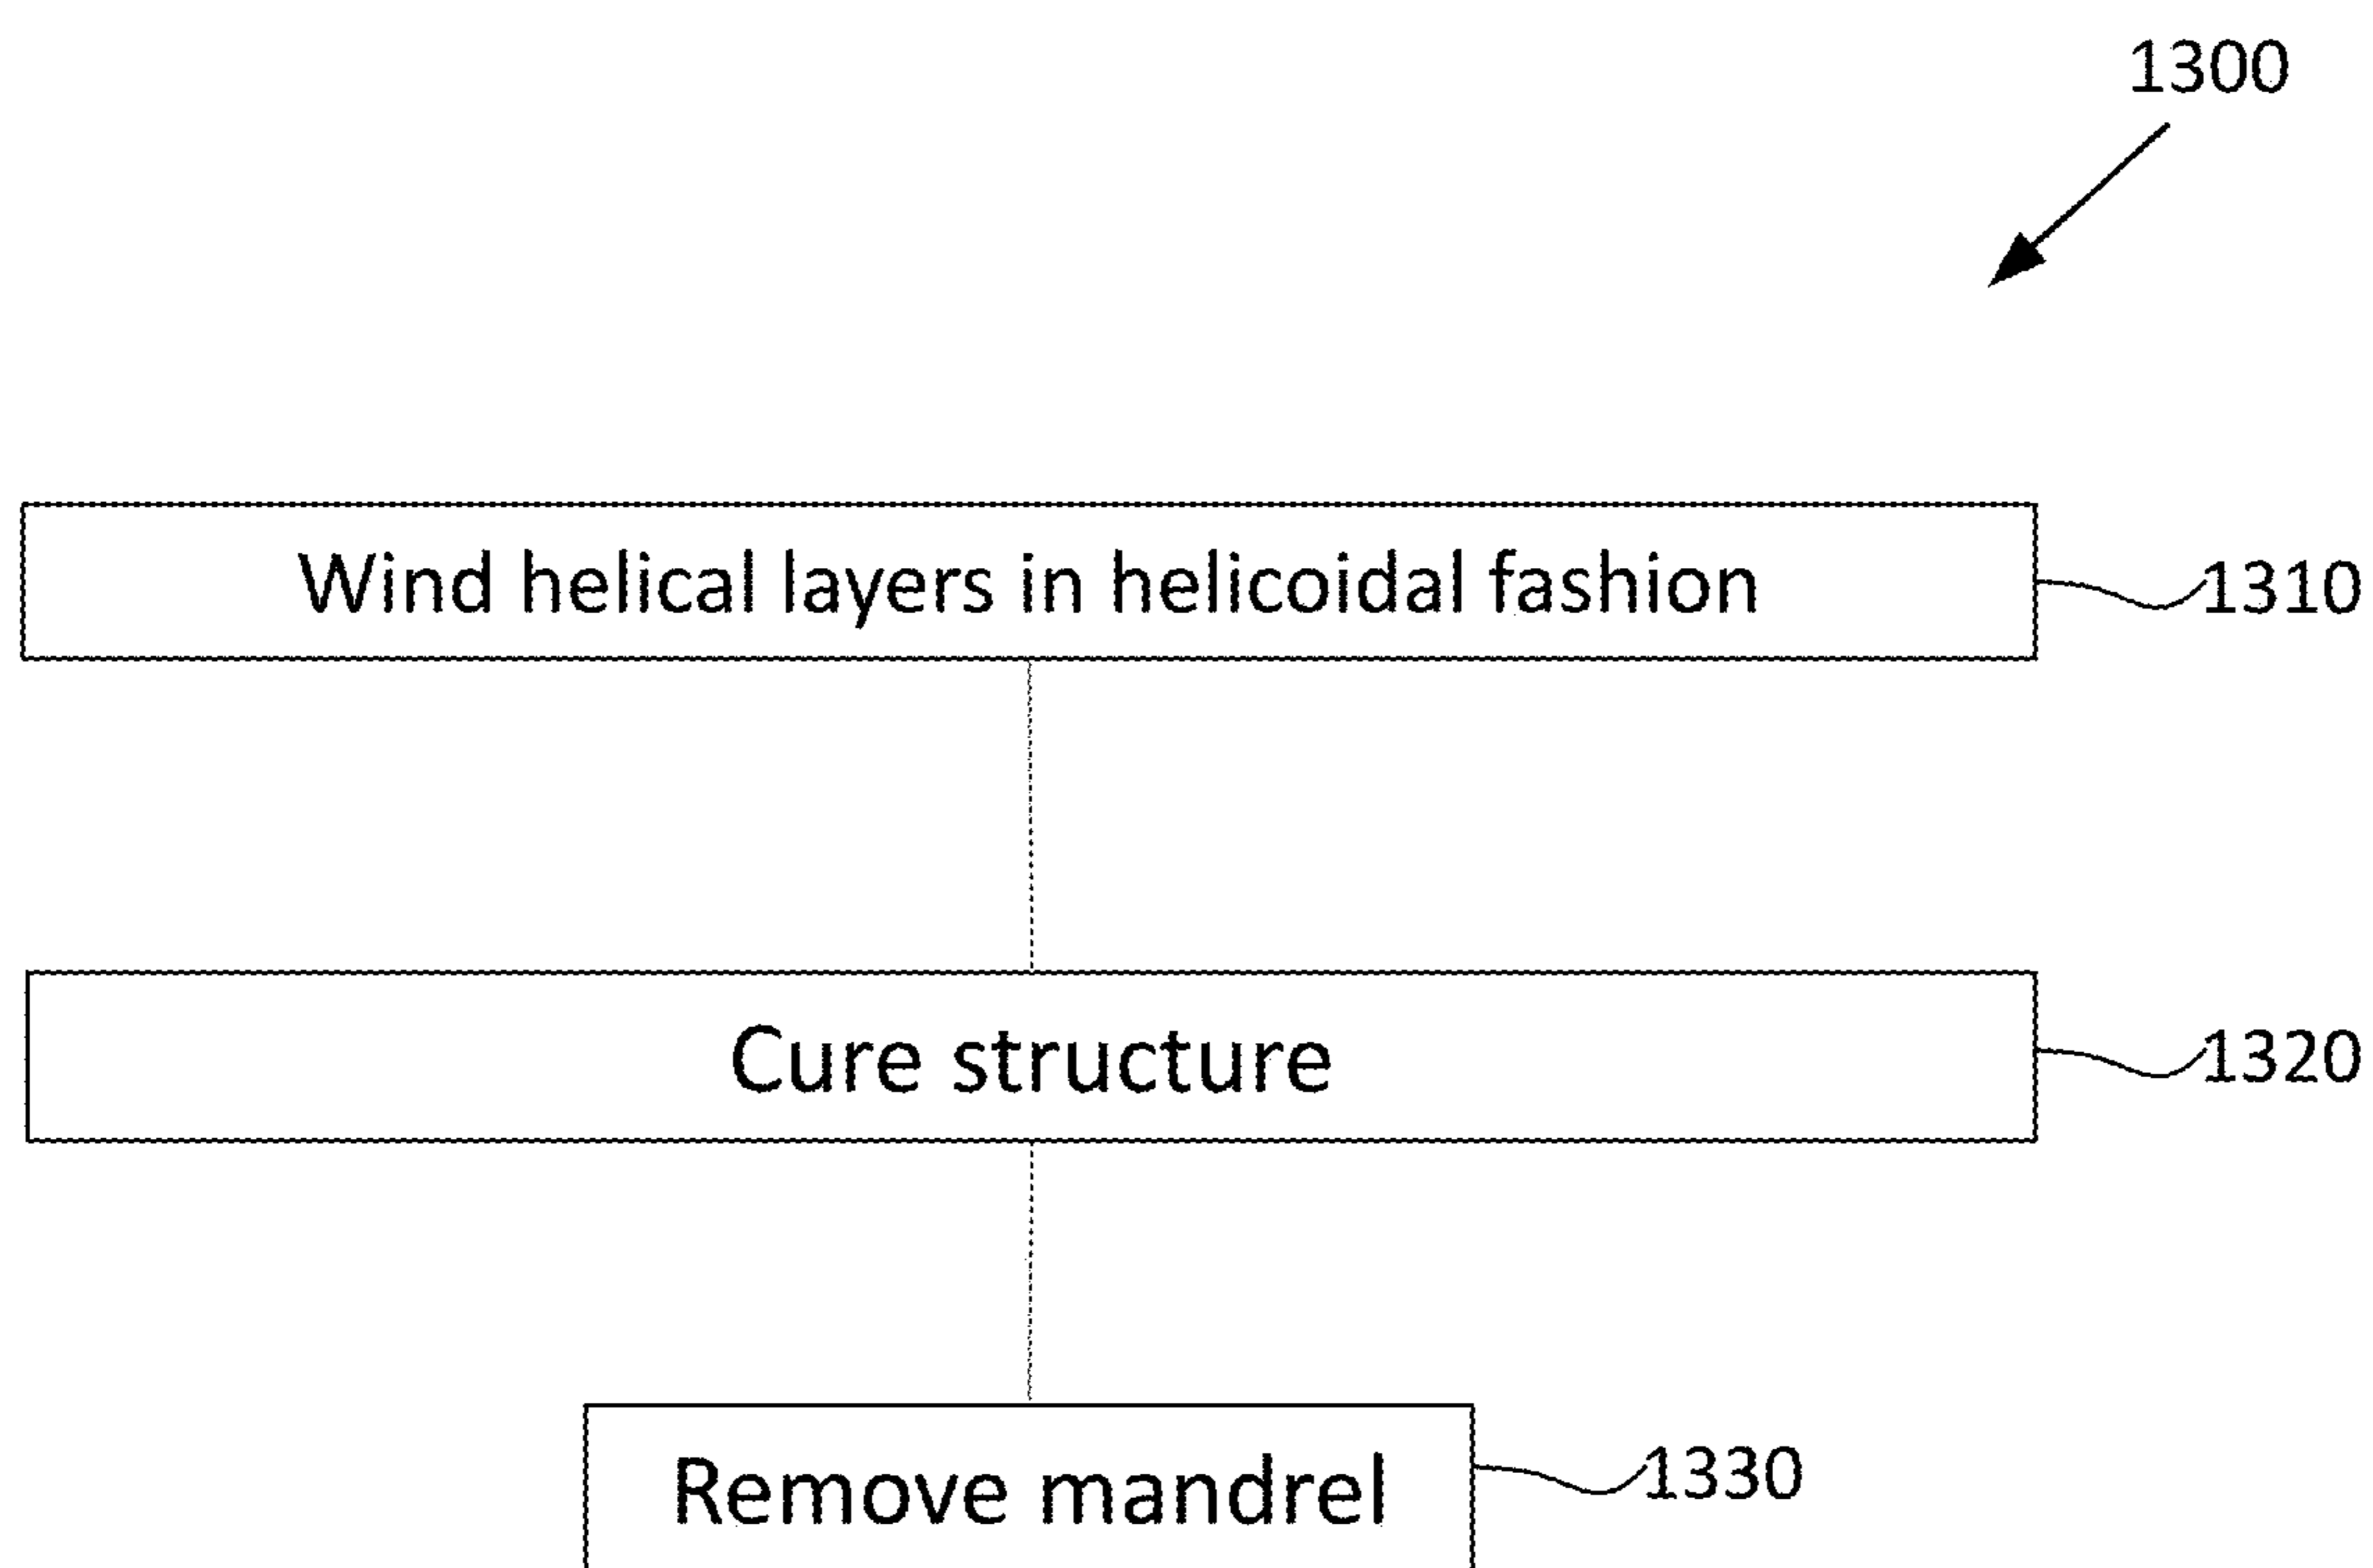 1300
Wind helical layers in helicoidal fashion
1310
Cure structure
1320
Remove mandrel
1330